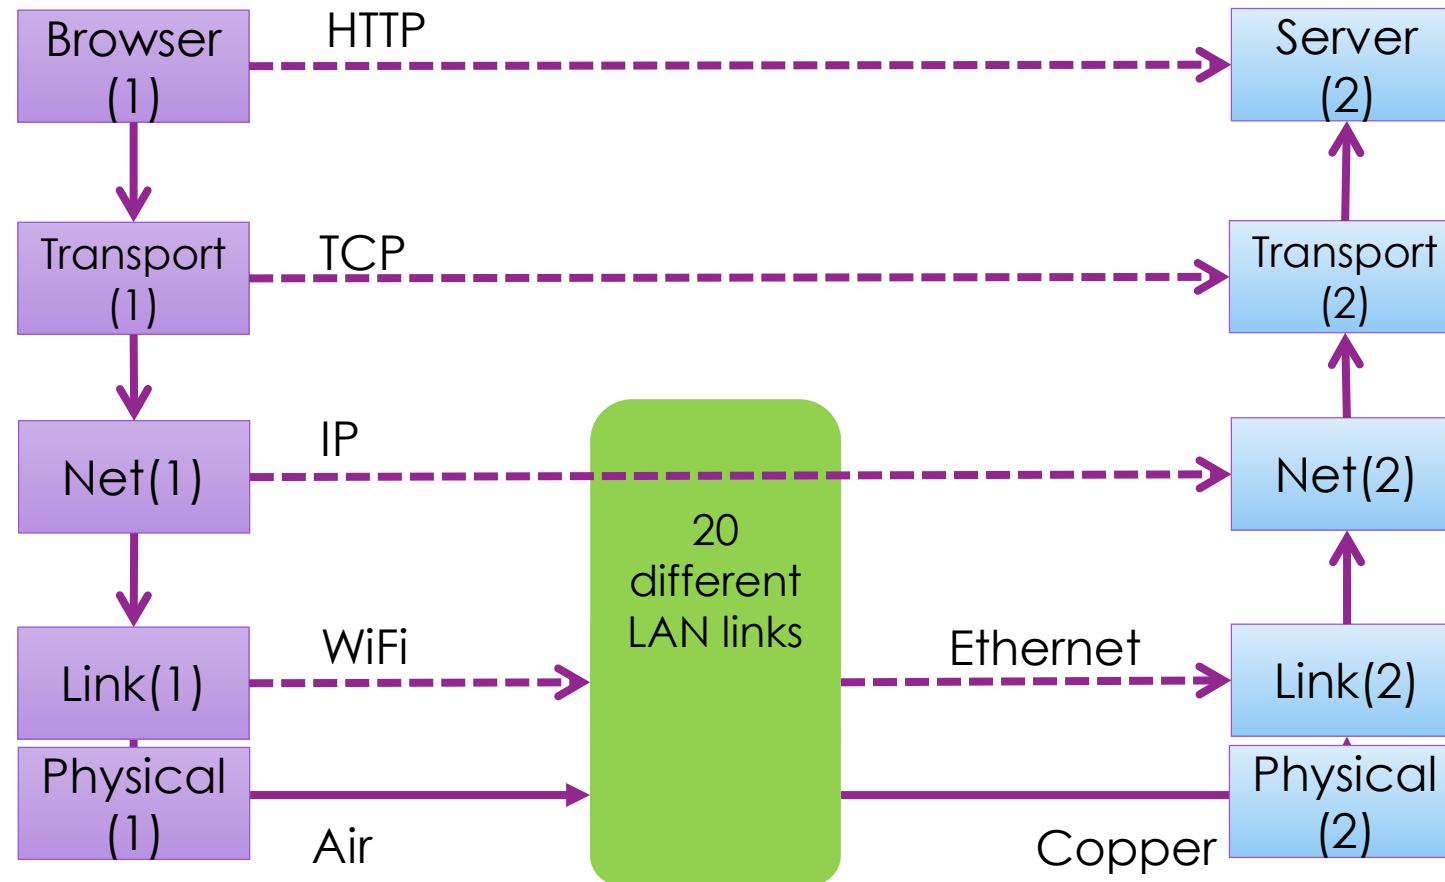 Browser
(1)
HTTP
Server
(2)
Transport
(1)
TCP
Transport
(2)
Net(1)
IP
Net(2)
20
different
LAN links
Link(1)
WiFi
Ethernet
Link(2)
Physical
(1)
Air
Copper
Physical
(2)